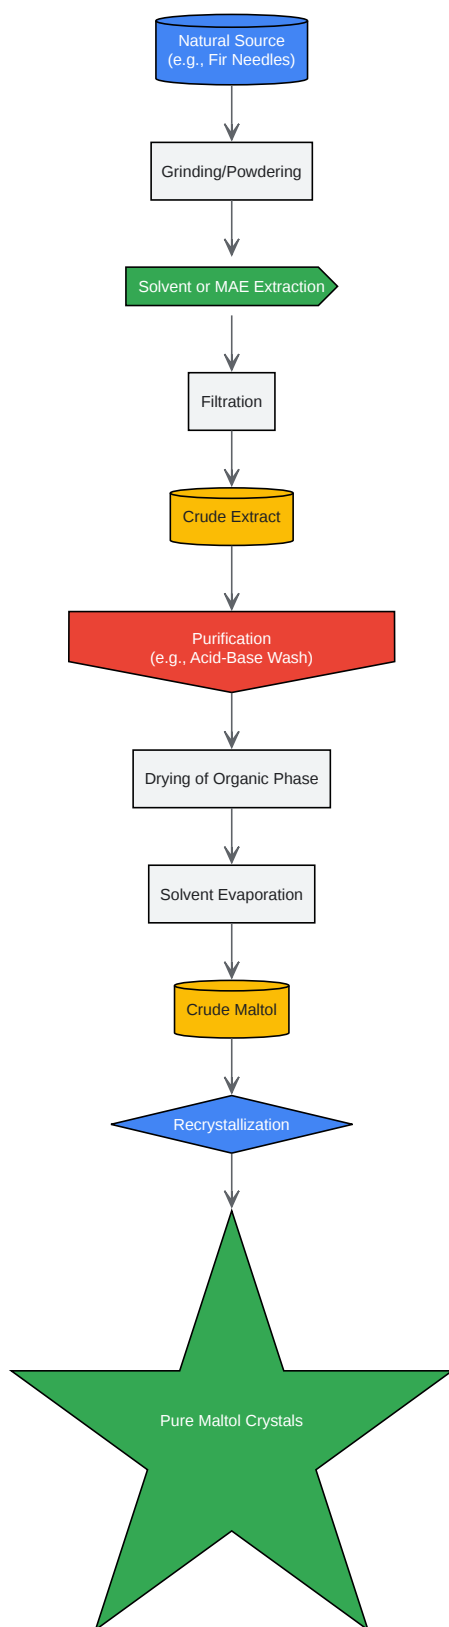 Natural Source
(e.g., Fir Needles)
Grinding/Powdering
Solvent or MAE Extraction
Filtration
Crude Extract
Purification
(e.g., Acid-Base Wash)
Drying of Organic Phase
Solvent Evaporation
Crude Maltol
Recrystallization
Pure Maltol Crystals